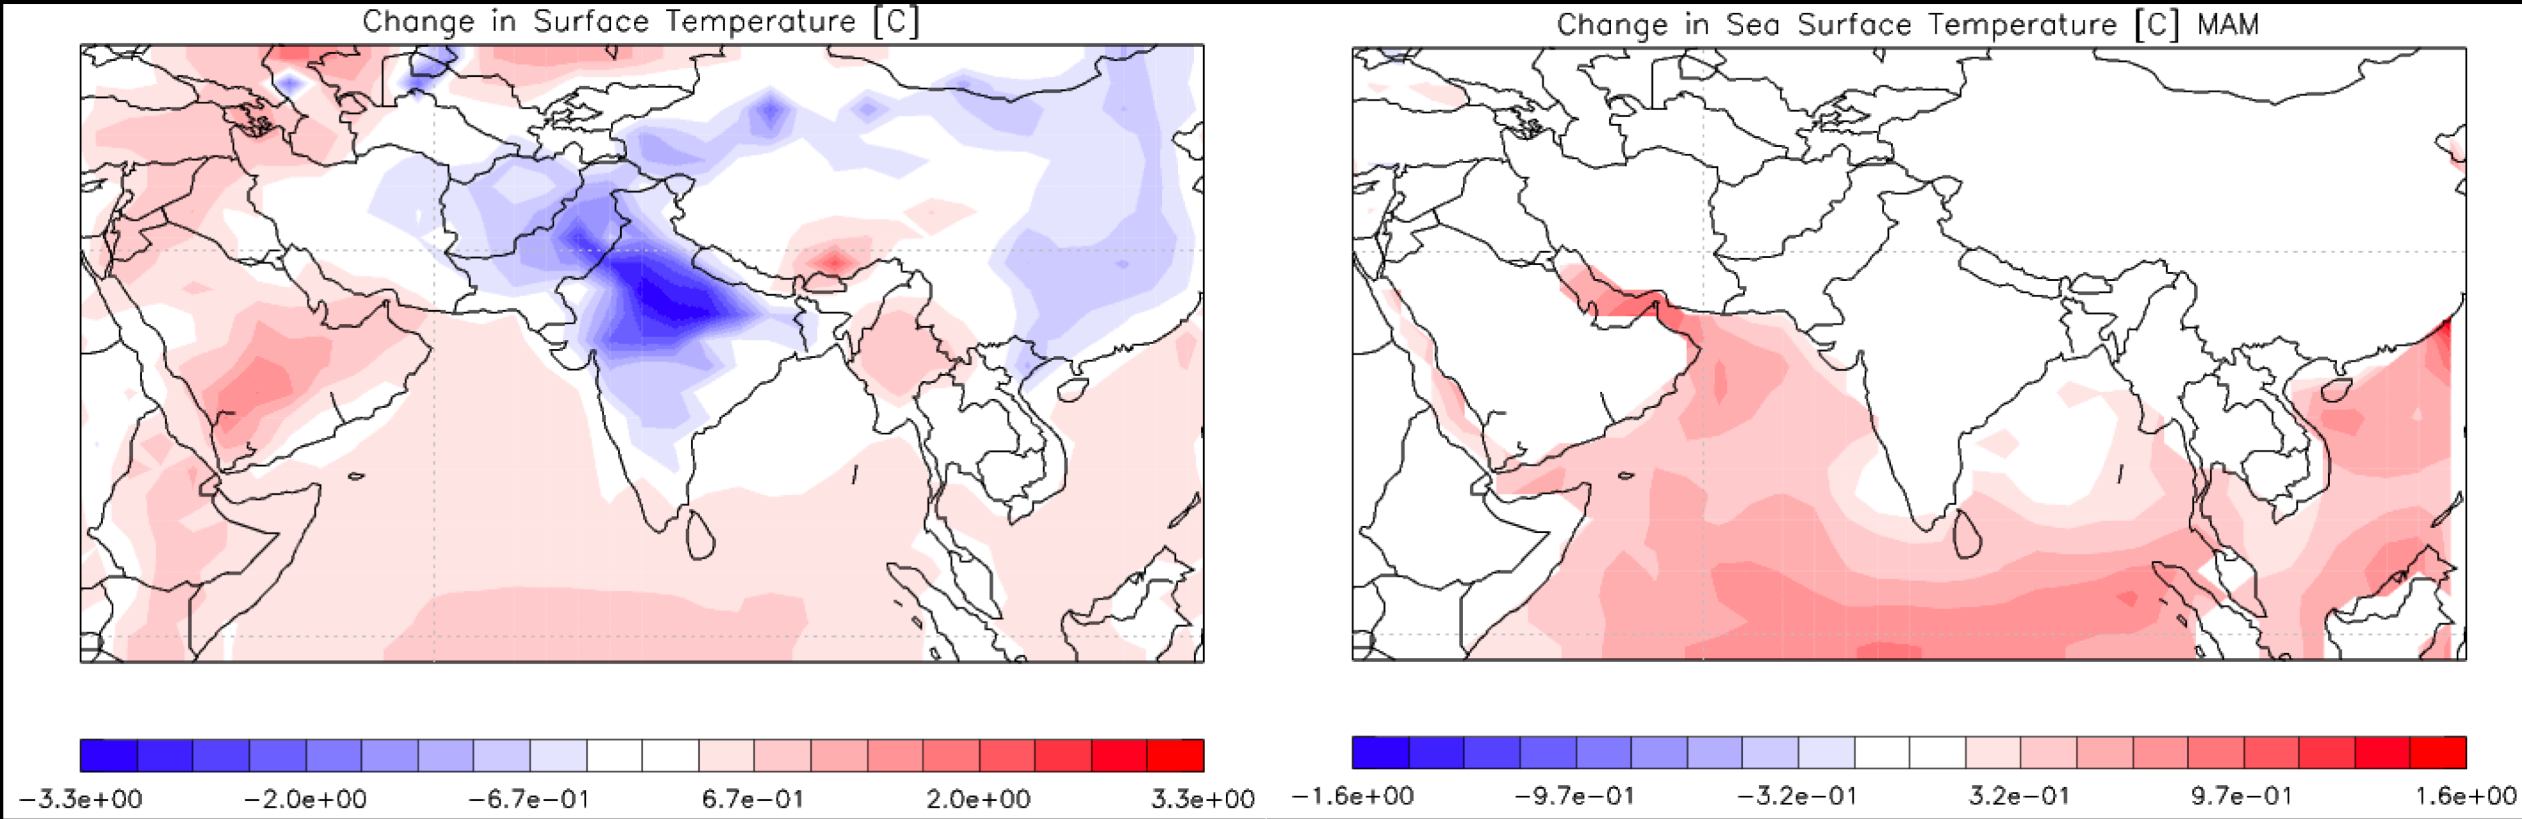 Change in Surface Temperature [C]
Change in Sea Surface Temperature [C] MAM
−3.3e+00 −2.0e+00 −6.7e−01 6.7e−01 2.0e+00 3.3e+00
−1.6e+00 −9.7e−01 −3.2e−01 3.2e−01 9.7e−01 1.6e+00